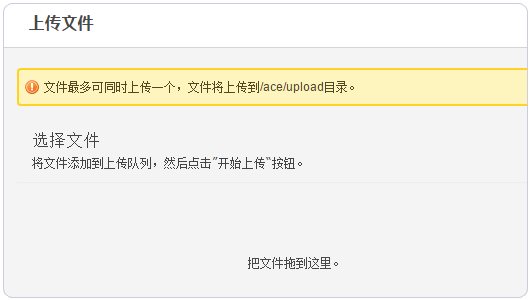 上传文件
文件最多可同时上传一个，文件将上传到/ace/upload目录。
选择文件
将文件添加到上传队列，然后点击”开始上传“按钮。
把文件拖到这里。